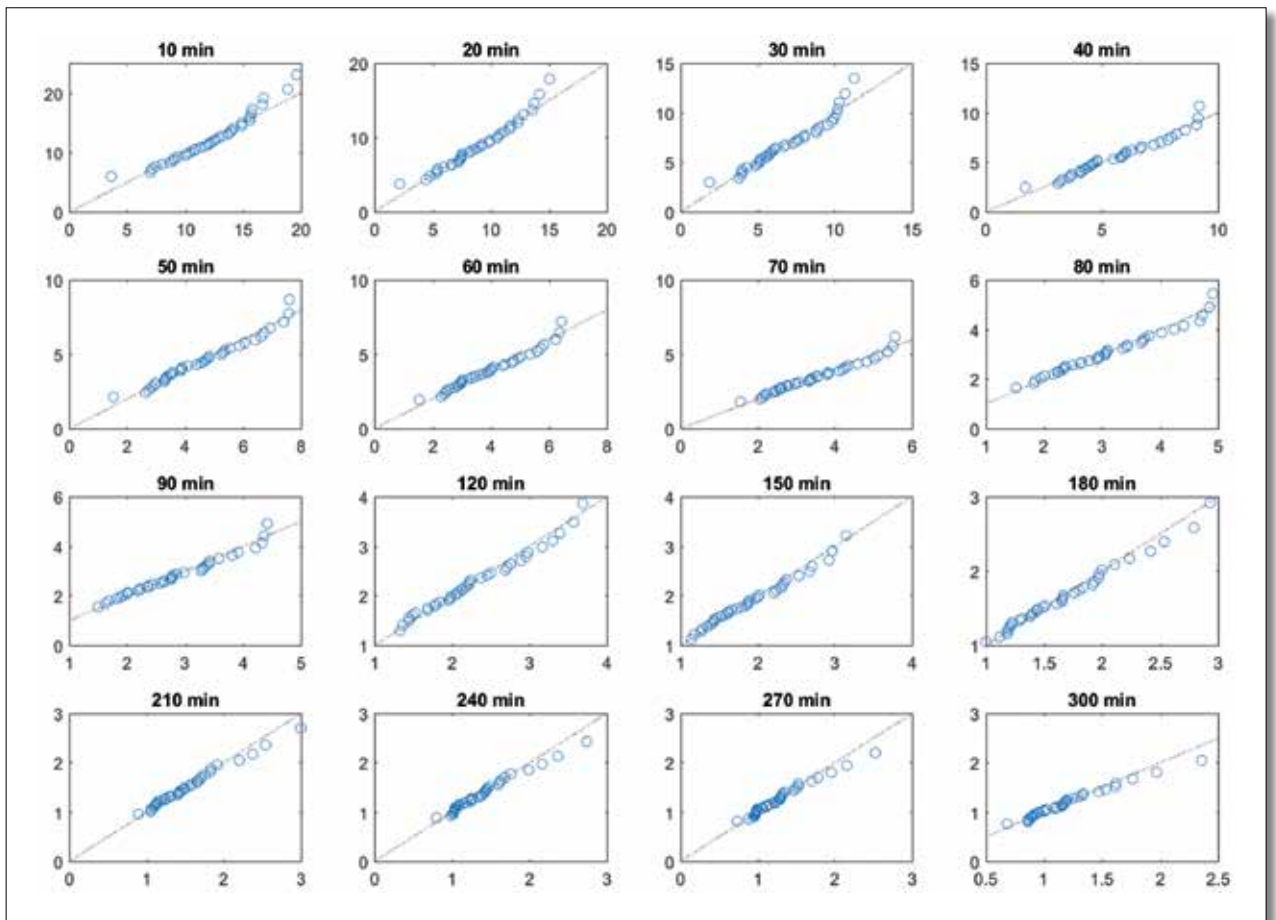 10 min 20 min 30 min 40 min
20 10 0 0 5 10 15 20
20 15 10 5 0 0 5 10 15 20
15 10 5 0 0 5 10 15
15 10 5 0 0 5 10
50 min 60 min 70 min 80 min
10 5 0 0 2 4 6 8
10 5 0 0 2 4 6 8
10 5 0 0 2 4 6
6 4 2 0 1 2 3 4 5
90 min 120 min 150 min 180 min
6 4 2 0 1 2 3 4 5
4 3 2 1 1 2 3 4
4 3 2 1 1 2 3 4
3 2 1 1 1.5 2 2.5 3
210 min 240 min 270 min 300 min
3 2 1 0 0 1 2 3
3 2 1 0 0 1 2 3
3 2 1 0 0 1 2 3
3 2 1 0 0.5 1 1.5 2 2.5